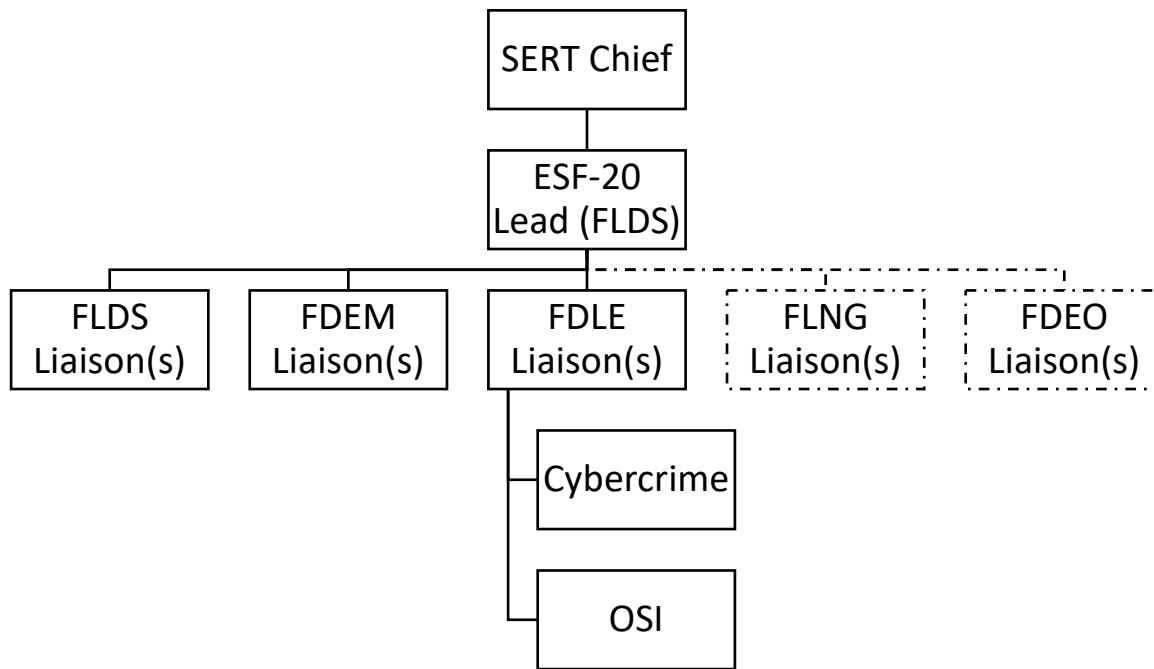 SERT Chief
ESF-20
Lead (FLDS)
FLDS
Liaison(s)
FDEM
Liaison(s)
FDLE
Liaison(s)
FLNG
Liaison(s)
FDEO
Liaison(s)
Cybercrime
OSI